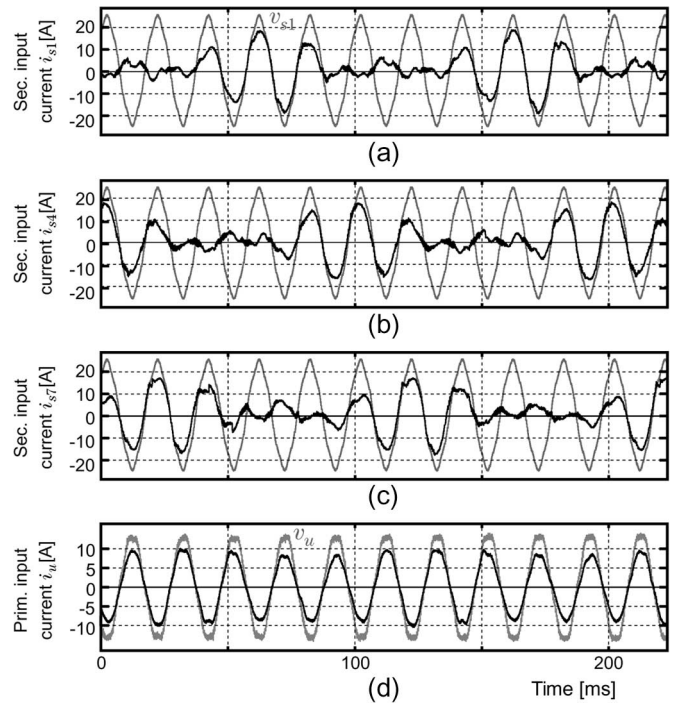 Sec. input
current i_s1[A]
v_s1
20
10
0
-10
-20
(a)
Sec. input
current i_s4[A]
20
10
0
-10
-20
(b)
Sec. input
current i_s7[A]
20
10
0
-10
-20
(c)
Prim. input
current i_u[A]
v_u
10
5
0
-5
-10
0 100 200
(d) Time [ms]